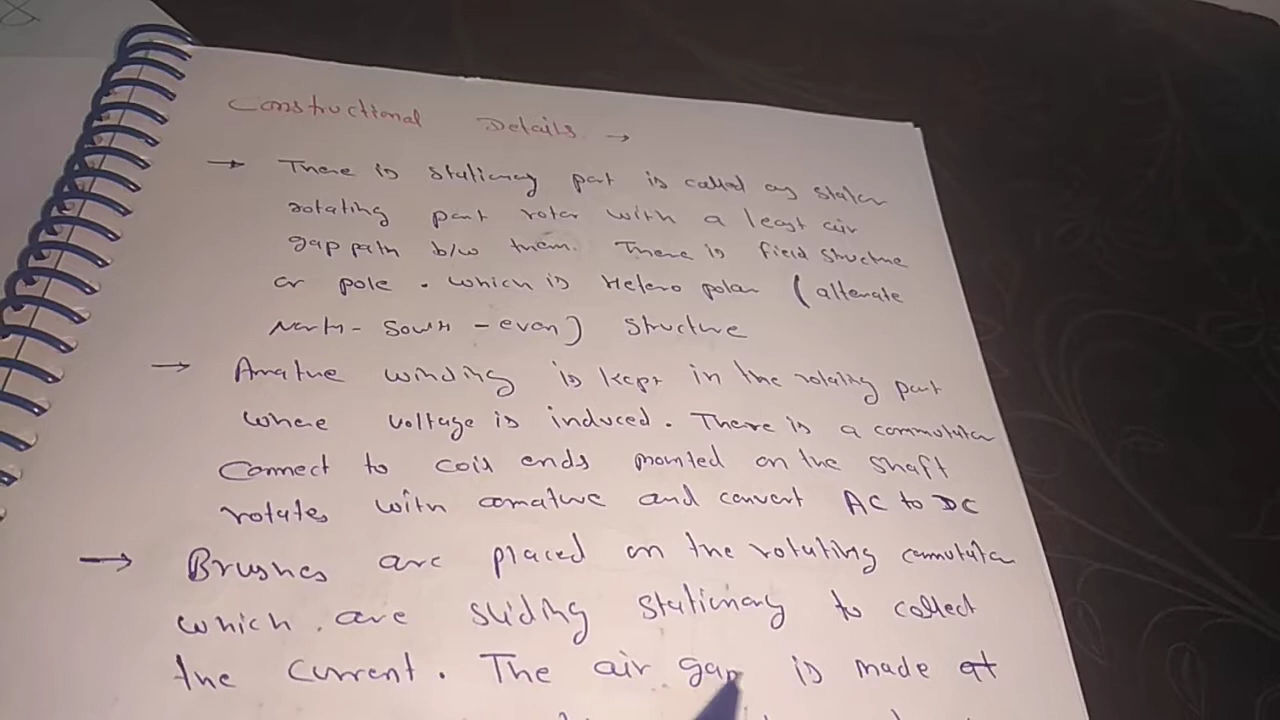 Constructional Details →
→ There is stationary part is called as stator
rotating part rotor with a least air
gap path b/w them. There is field structure
or pole. which is Hetero polar (alternate
North - South - even) structure
→ Amature winding is kept in the rotating part
where voltage is induced. There is a commutator
Connect to coil ends mounted on the shaft
rotates with armature and convert AC to DC
→ Brushes are placed on the rotating commutator
which are sliding stationary to collect
the current. The air gap is made at